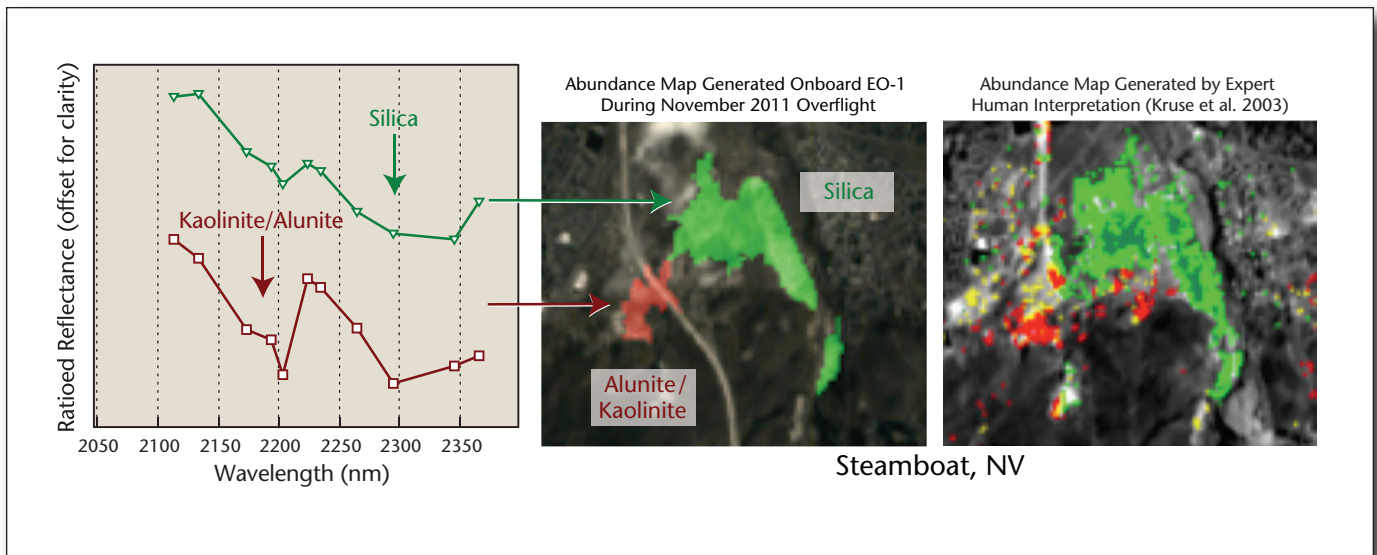 Ratioed Reflectance (offset for clarity)
Silica
Kaolinite/Alunite
2050 2100 2150 2200 2250 2300 2350
Wavelength (nm)
Abundance Map Generated Onboard EO-1
During November 2011 Overflight
Silica
Alunite/
Kaolinite
Abundance Map Generated by Expert
Human Interpretation (Kruse et al. 2003)
Steamboat, NV